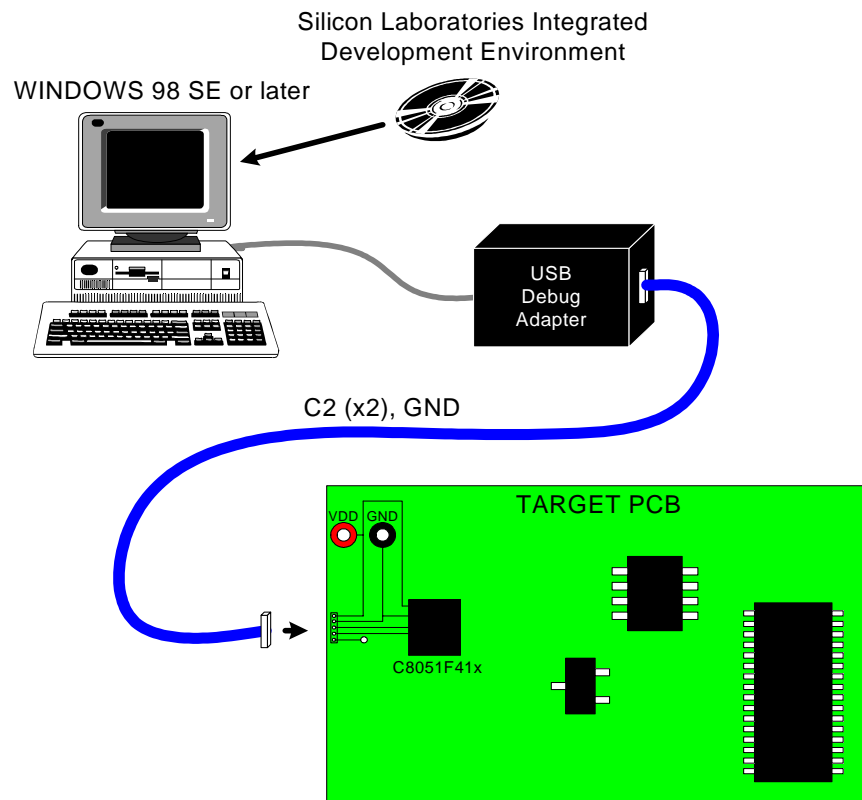 Silicon Laboratories Integrated
Development Environment
WINDOWS 98 SE or later
USB
Debug
Adapter
C2 (x2), GND
TARGET PCB
VDD GND
C8051F41x